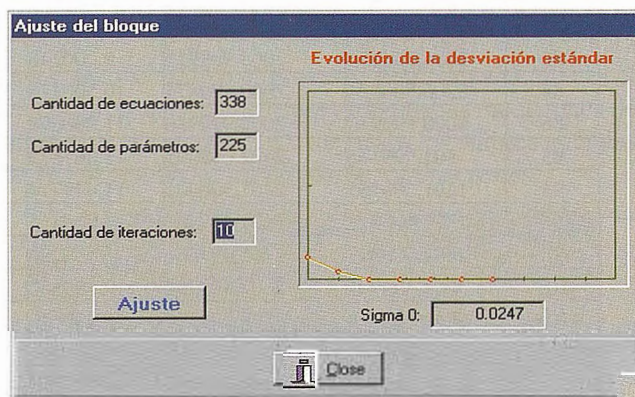 Ajuste del bloque
Evolución de la desviación estándar
Cantidad de ecuaciones: 338
Cantidad de parámetros: 225
Cantidad de iteraciones: 10
Ajuste
Sigma 0: 0.0247
Close